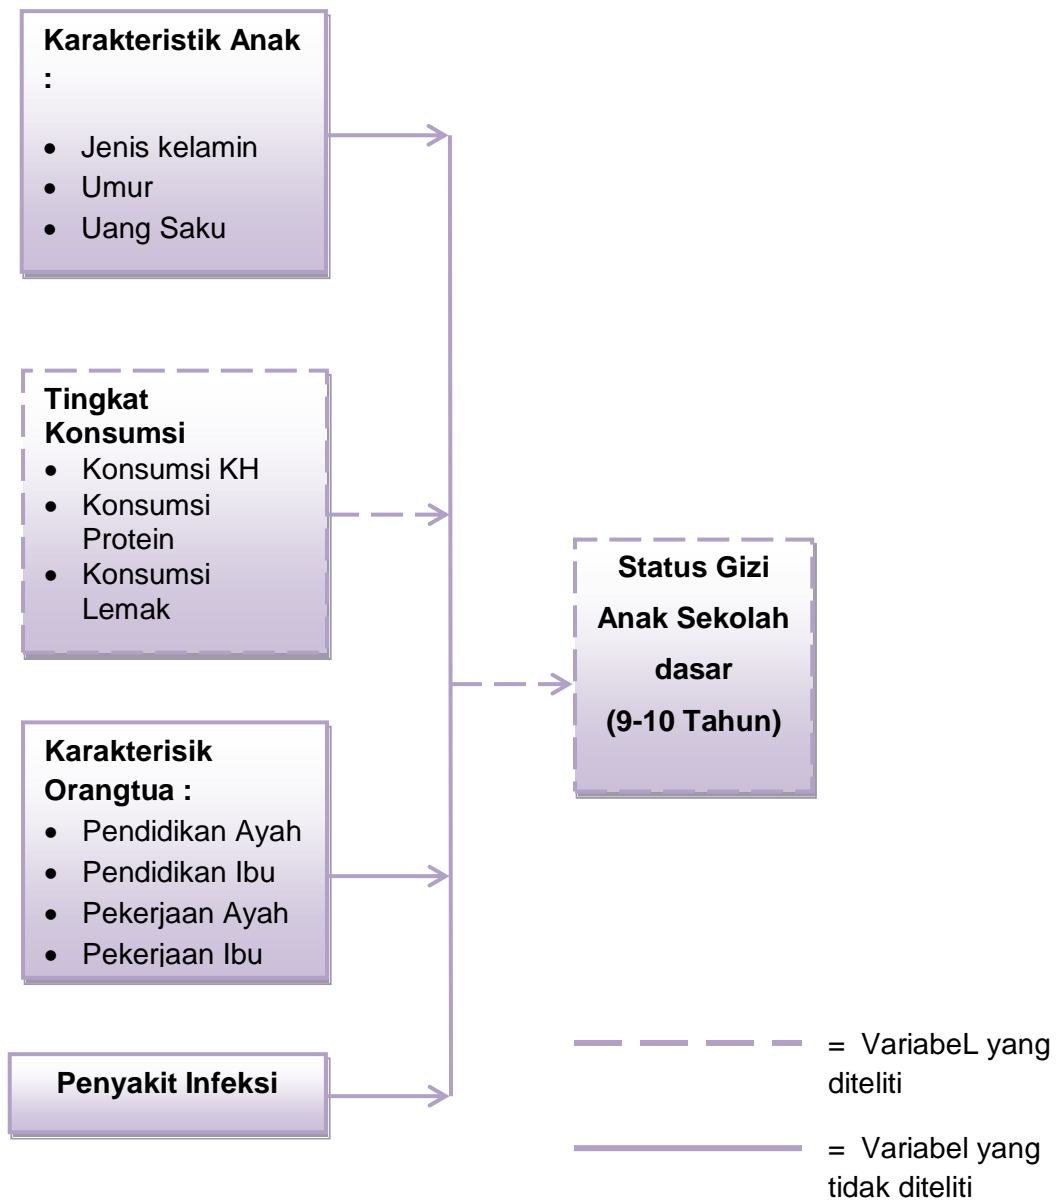 Karakteristik Anak
:
• Jenis kelamin
• Umur
• Uang Saku
Tingkat
Konsumsi
• Konsumsi KH
• Konsumsi
Protein
• Konsumsi
Lemak
Status Gizi
Anak Sekolah
dasar
(9-10 Tahun)
Karakterisik
Orangtua :
• Pendidikan Ayah
• Pendidikan Ibu
• Pekerjaan Ayah
• Pekerjaan Ibu
Penyakit Infeksi
= VariabeL yang
diteliti
= Variabel yang
tidak diteliti